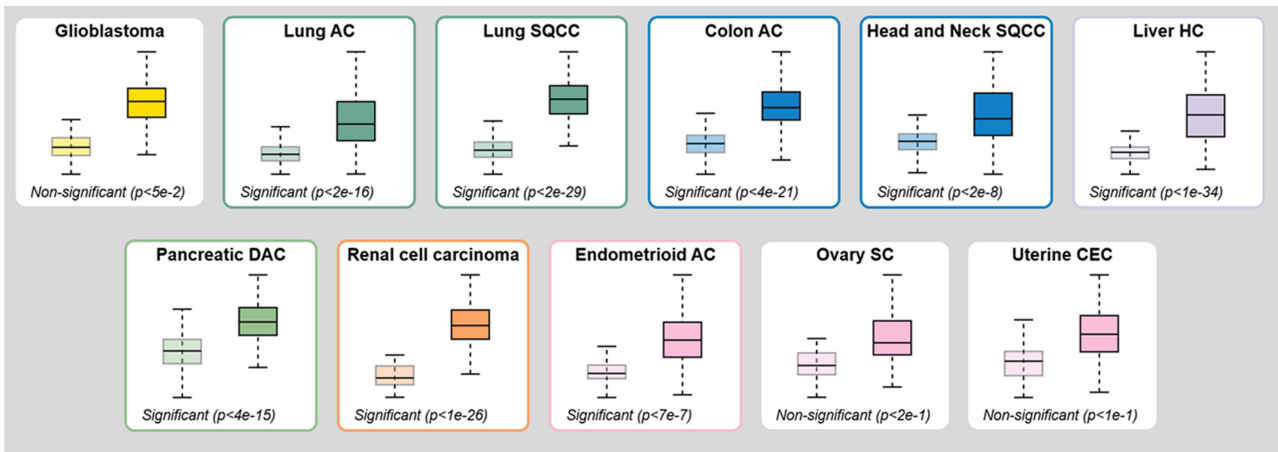 Glioblastoma
Lung AC
Lung SQCC
Colon AC
Head and Neck SQCC
Liver HC
Non-significant (p<5e-2)
Significant (p<2e-16)
Significant (p<2e-29)
Significant (p<4e-21)
Significant (p<2e-8)
Significant (p<1e-34)
Pancreatic DAC
Renal cell carcinoma
Endometrioid AC
Ovary SC
Uterine CEC
Significant (p<4e-15)
Significant (p<1e-26)
Significant (p<7e-7)
Non-significant (p<2e-1)
Non-significant (p<1e-1)